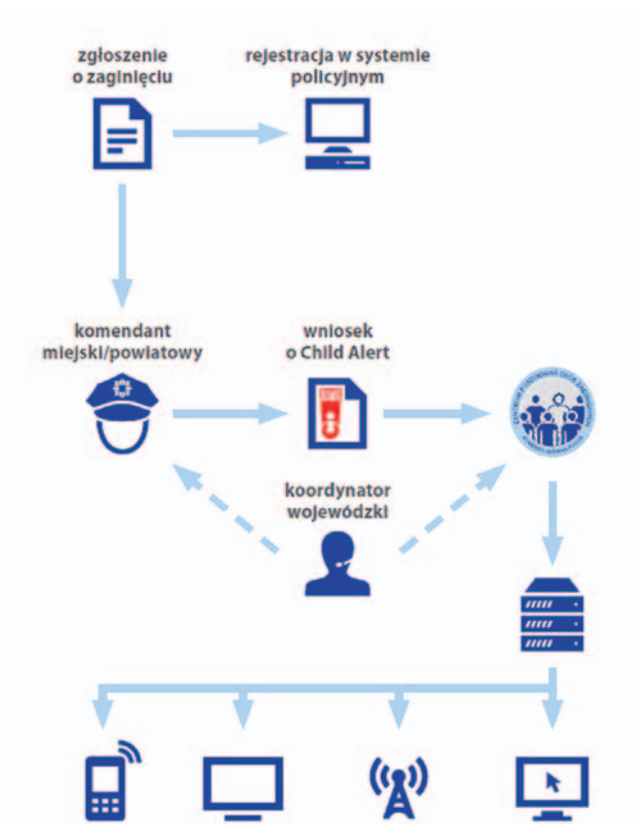 zgłoszenie
o zaginięciu
rejestracja w systemie
policyjnym
komendant
miejski/powiatowy
wniosek
o Child Alert
koordynator
wojewódzki